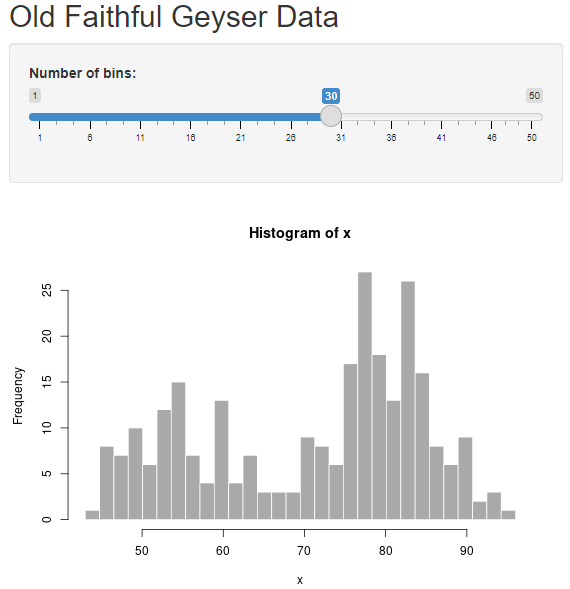 Old Faithful Geyser Data
Number of bins:
1 30 50
1 6 11 16 21 26 31 36 41 46 50
Histogram of x
Frequency
25
20
15
10
5
0
50 60 70 80 90
x